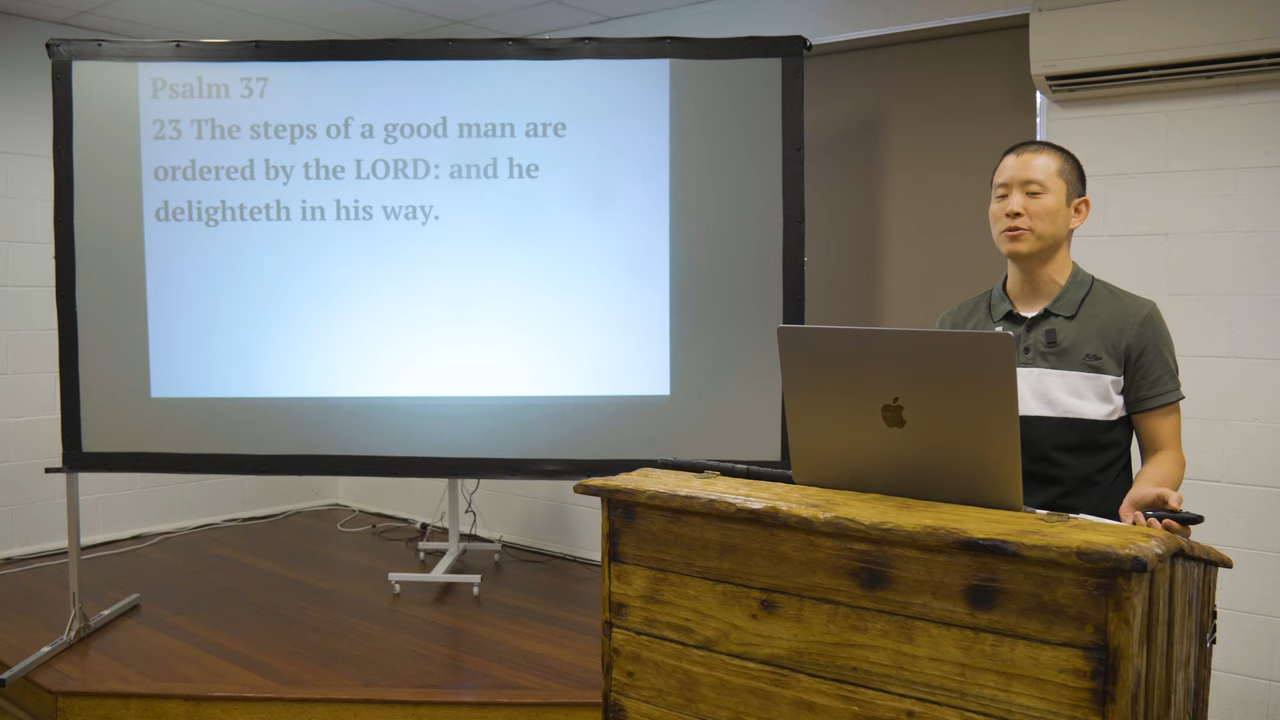 Psalm 37
23 The steps of a good man are
ordered by the LORD: and he
delighteth in his way.